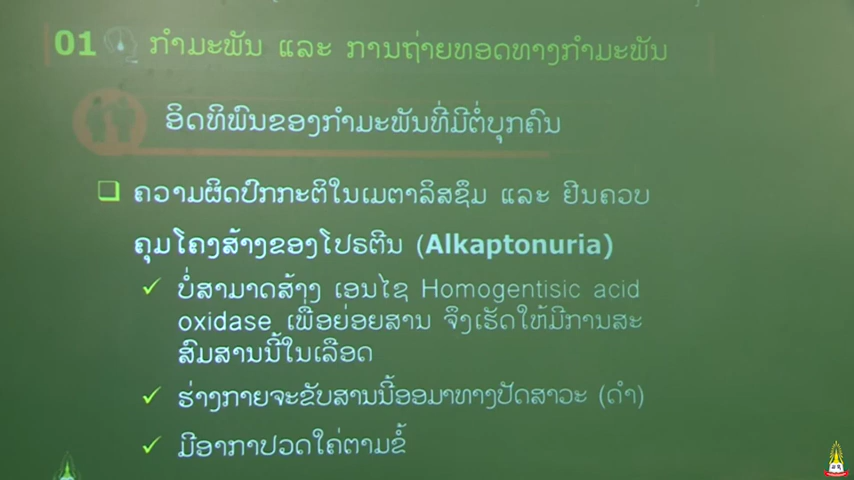 01 ກຳມະພັນ ແລະ ການຖ່າຍທອດທາງກຳມະພັນ
ອິດທິພົນຂອງກຳມະພັນທີ່ມີຕໍ່ບຸກຄົນ
❑ ຄວາມຜິດປົກກະຕິໃນເມຕາລິສຊຶມ ແລະ ຢີນຄວບ
ຄຸມໂຄງສ້າງຂອງໂປຣຕີນ (Alkaptonuria)
✓ ບໍ່ສາມາດສ້າງ ເອນໄຊ Homogentisic acid
oxidase ເພື່ອຍ່ອຍສານ ຈຶ່ງເຮັດໃຫ້ມີການສະ
ສົມສານນີ້ໃນເລືອດ
✓ ຮ່າງກາຍຈະຂັບສານນີ້ອອມາທາງປັດສາວະ (ດຳ)
✓ ມີອາກາປວດໃຄ່ຕາມຂໍ້